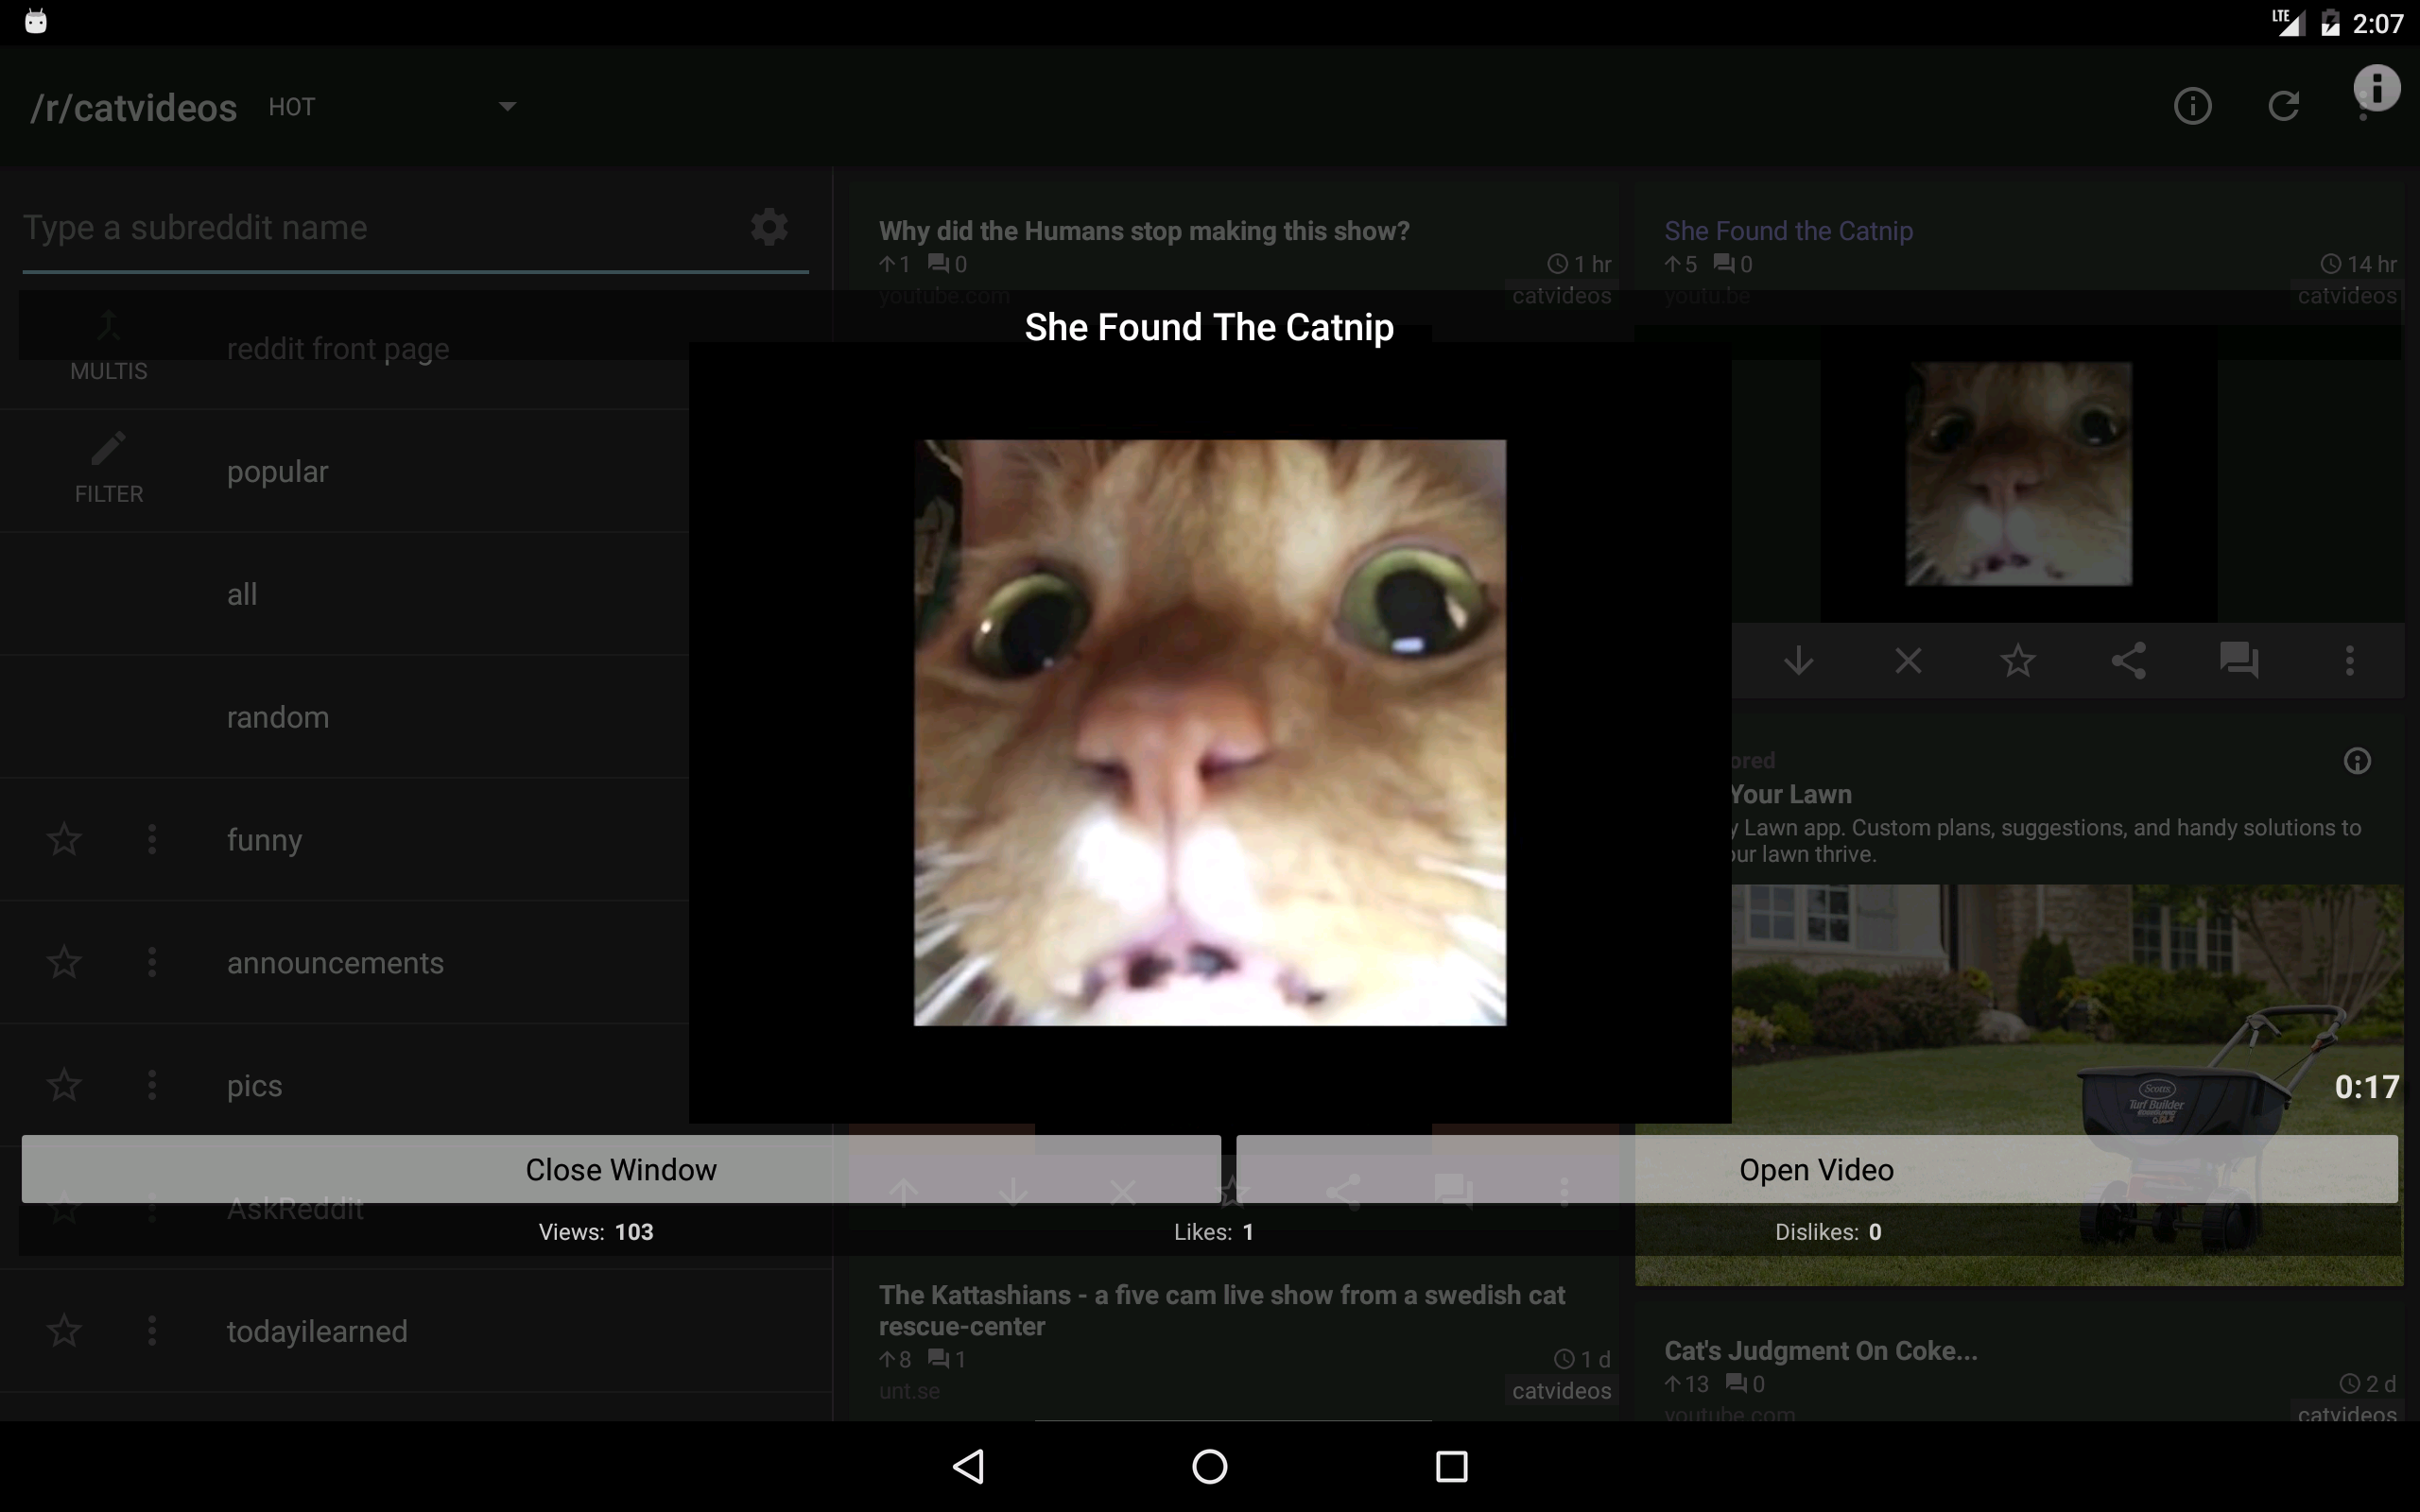 LTE 2:07
/r/catvideos HOT
Type a subreddit name
MULTIS
reddit front page
FILTER
popular
all
random
funny
announcements
pics
AskReddit
todayilearned
Why did the Humans stop making this show?
1 0 1 hr
youtube.com catvideos
She Found the Catnip
5 0 14 hr
youtu.be catvideos
She Found The Catnip
ored
Your Lawn
y Lawn app. Custom plans, suggestions, and handy solutions to
our lawn thrive.
Scotts
Turf Builder
0:17
Close Window Open Video
Views: 103 Likes: 1 Dislikes: 0
The Kattashians - a five cam live show from a swedish cat
rescue-center
8 1 1 d
unt.se catvideos
Cat's Judgment On Coke...
13 0 2 d
youtube.com catvideos